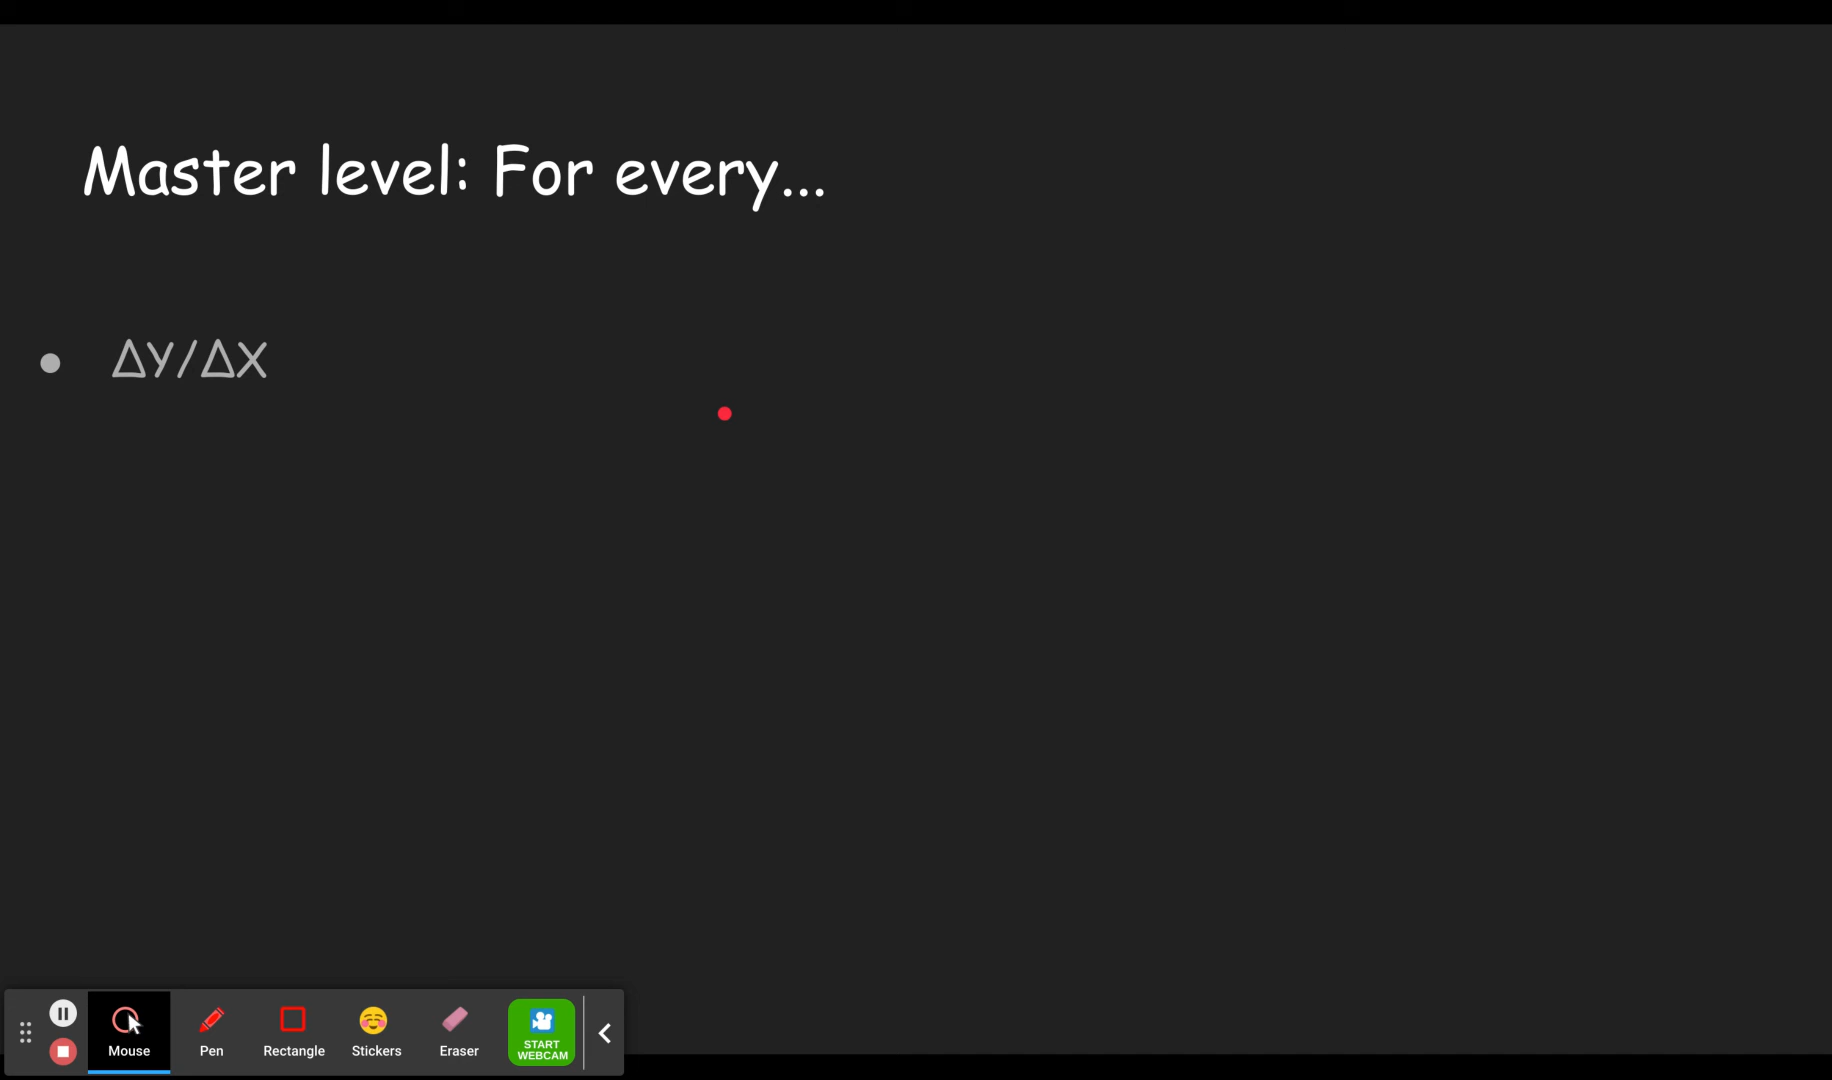 Master level: For every...
● ΔY/ΔX
Mouse
Pen
Rectangle
Stickers
Eraser
START
WEBCAM